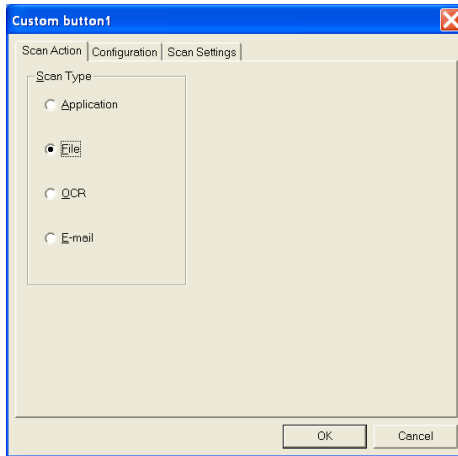 Custom button1
Scan Action Configuration Scan Settings
Scan Type
Application
File
OCR
E-mail
OK Cancel